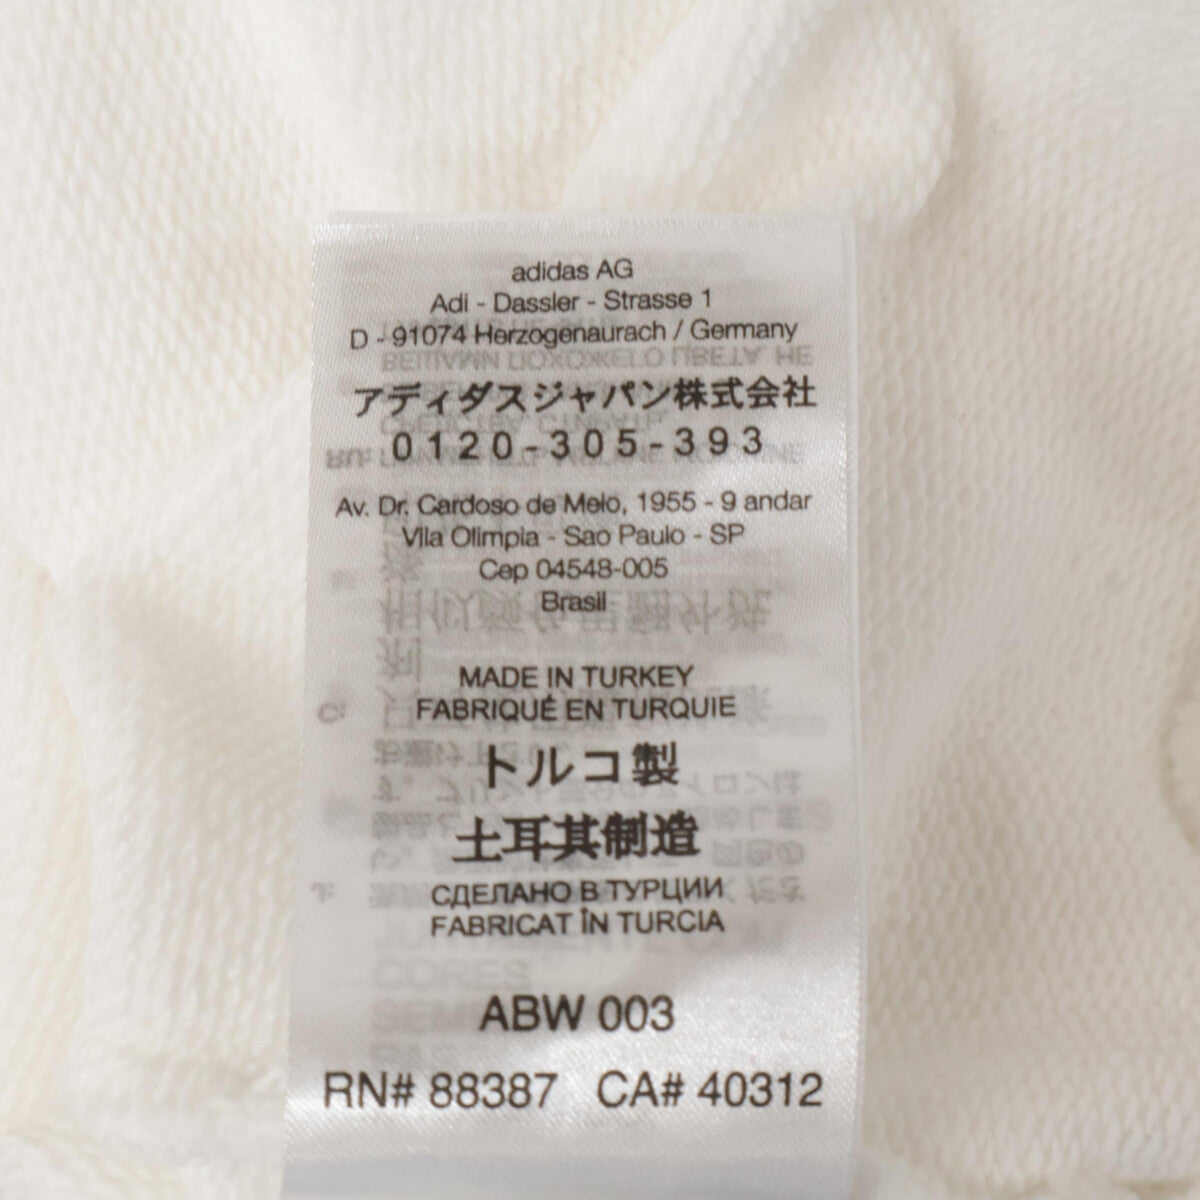 adidas AG
Adi - Dassler - Strasse 1
D - 91074 Herzogenaurach / Germany
アディダスジャパン株式会社
0120-305-393
Av. Dr. Cardoso de Melo, 1955 - 9 andar
Vila Olimpia - Sao Paulo - SP
Cep 04548-005
Brasil
MADE IN TURKEY
FABRIQUÉ EN TURQUIE
トルコ製
土耳其制造
СДЕЛАНО В ТУРЦИИ
FABRICAT ÎN TURCIA
ABW 003
RN# 88387 CA# 40312